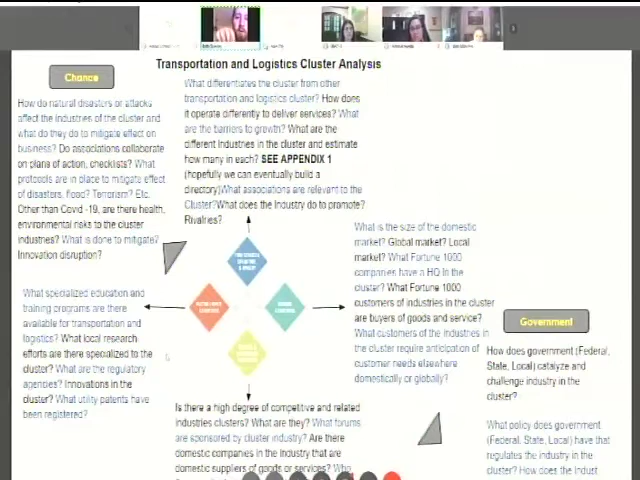 Transportation and Logistics Cluster Analysis
Chance
How do natural disasters or attacks
affect the industries of the cluster and
what do they do to mitigate effect on
business? Do associations collaborate
on plans of action, checklists? What
protocols are in place to mitigate effect
of disasters, flood? Terrorism? Etc.
Other than Covid -19, are there health,
environmental risks to the cluster
industries? What is done to mitigate?
Innovation disruption?
What differentiates the cluster from other
transportation and logistics cluster? How does
it operate differently to deliver services? What
are the barriers to growth? What are the
different Industries in the cluster and estimate
how many in each? SEE APPENDIX 1
(hopefully we can eventually build a
directory)What associations are relevant to the
Cluster?What does the Industry do to promote?
Rivalries?
What is the size of the domestic
market? Global market? Local
market? What Fortune 1000
companies have a HQ in the
cluster? What Fortune 1000
customers of industries in the cluster
are buyers of goods and service?
What customers of the industries in
the cluster require anticipation of
customer needs elsewhere
domestically or globally?
What specialized education and
training programs are there
available for transportation and
logistics? What local research
efforts are there specialized to the
cluster? What are the regulatory
agencies? Innovations in the
cluster? What utility patents have
been registered?
Government
How does government (Federal,
State, Local) catalyze and
challenge industry in the
cluster?
What policy does government
(Federal, State, Local) have that
regulates the industry in the
cluster? How does the Indust
Is there a high degree of competitive and related
industries clusters? What are they? What forums
are sponsored by cluster industry? Are there
domestic companies in the Industry that are
domestic suppliers of goods or services? Who